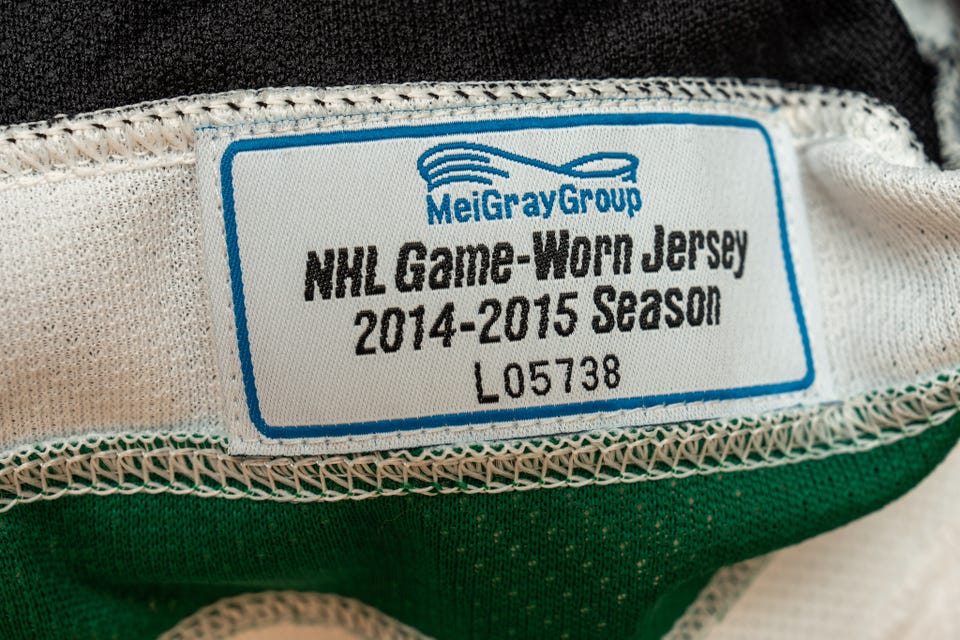 MeiGrayGroup
NHL Game-Worn Jersey
2014-2015 Season
L05738